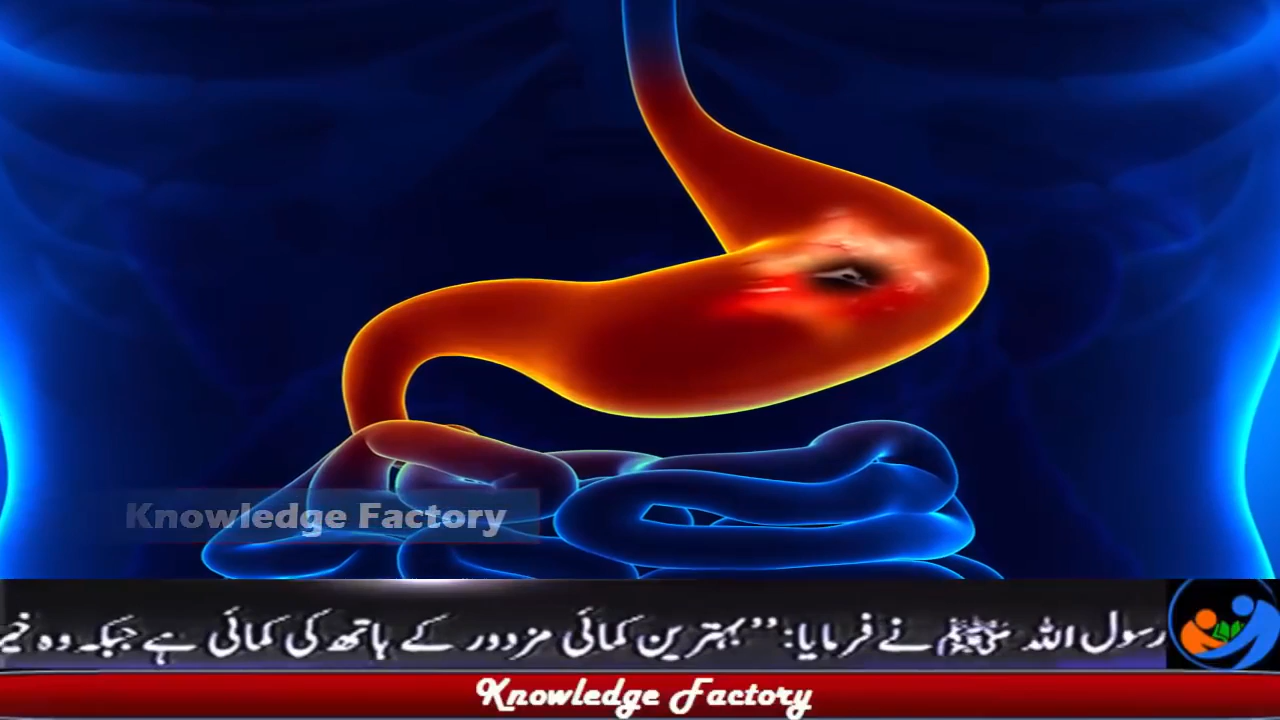 Knowledge Factory
رسول اللہ ﷺ نے فرمایا: ’’بہترین کمائی مزدور کے ہاتھ کی کمائی ہے جبکہ وہ خیر
Knowledge Factory